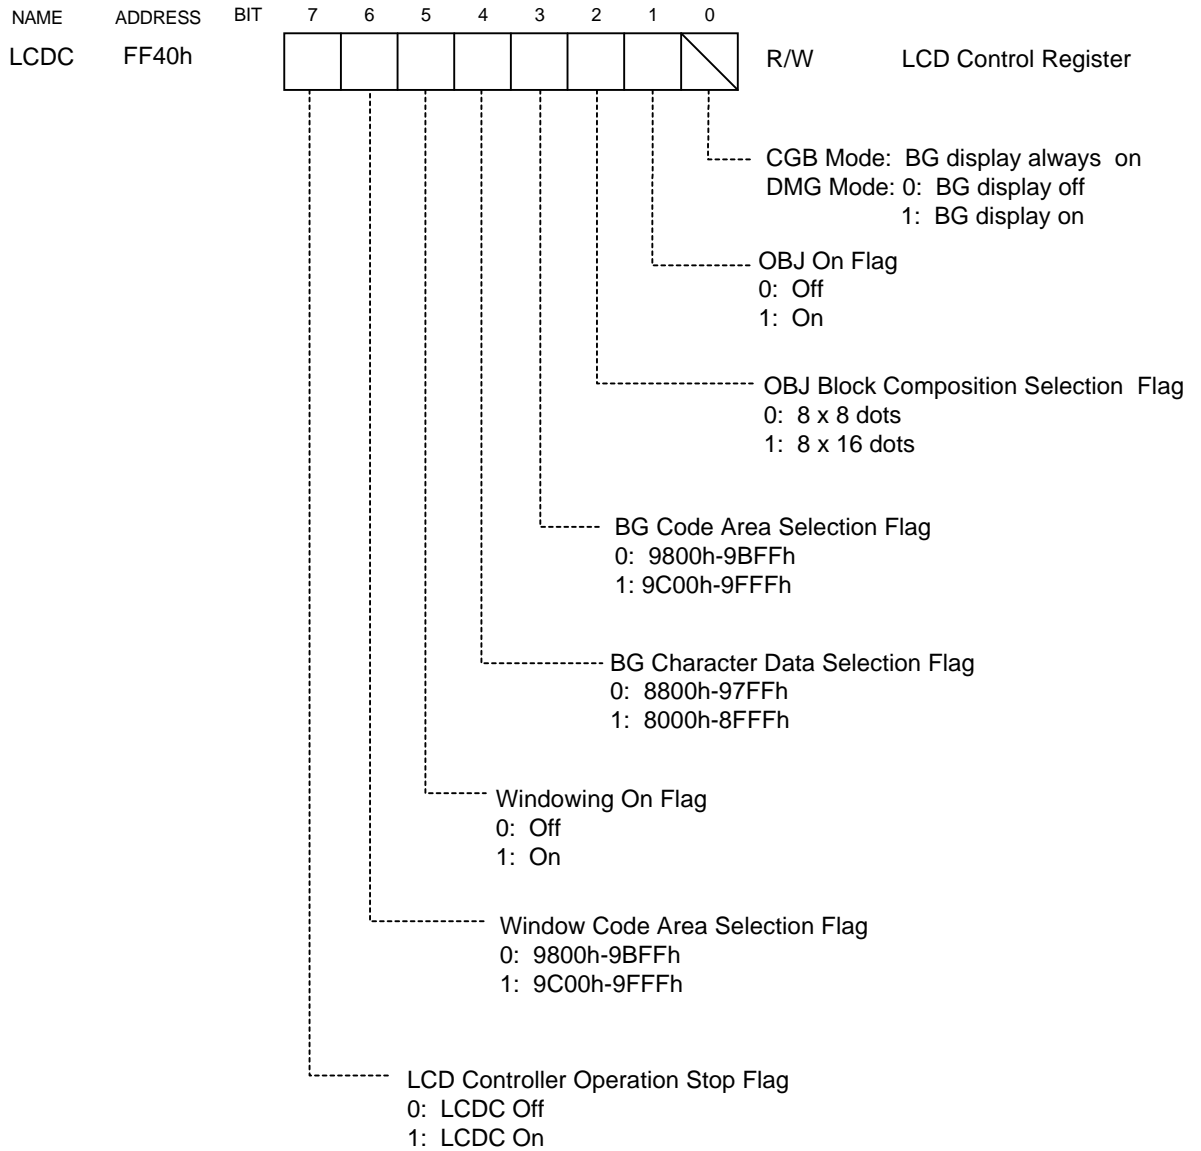 NAME ADDRESS BIT 7 6 5 4 3 2 1 0
LCDC FF40h R/W LCD Control Register
CGB Mode: BG display always on
DMG Mode: 0: BG display off
1: BG display on
OBJ On Flag
0: Off
1: On
OBJ Block Composition Selection Flag
0: 8 x 8 dots
1: 8 x 16 dots
BG Code Area Selection Flag
0: 9800h-9BFFh
1: 9C00h-9FFFh
BG Character Data Selection Flag
0: 8800h-97FFh
1: 8000h-8FFFh
Windowing On Flag
0: Off
1: On
Window Code Area Selection Flag
0: 9800h-9BFFh
1: 9C00h-9FFFh
LCD Controller Operation Stop Flag
0: LCDC Off
1: LCDC On